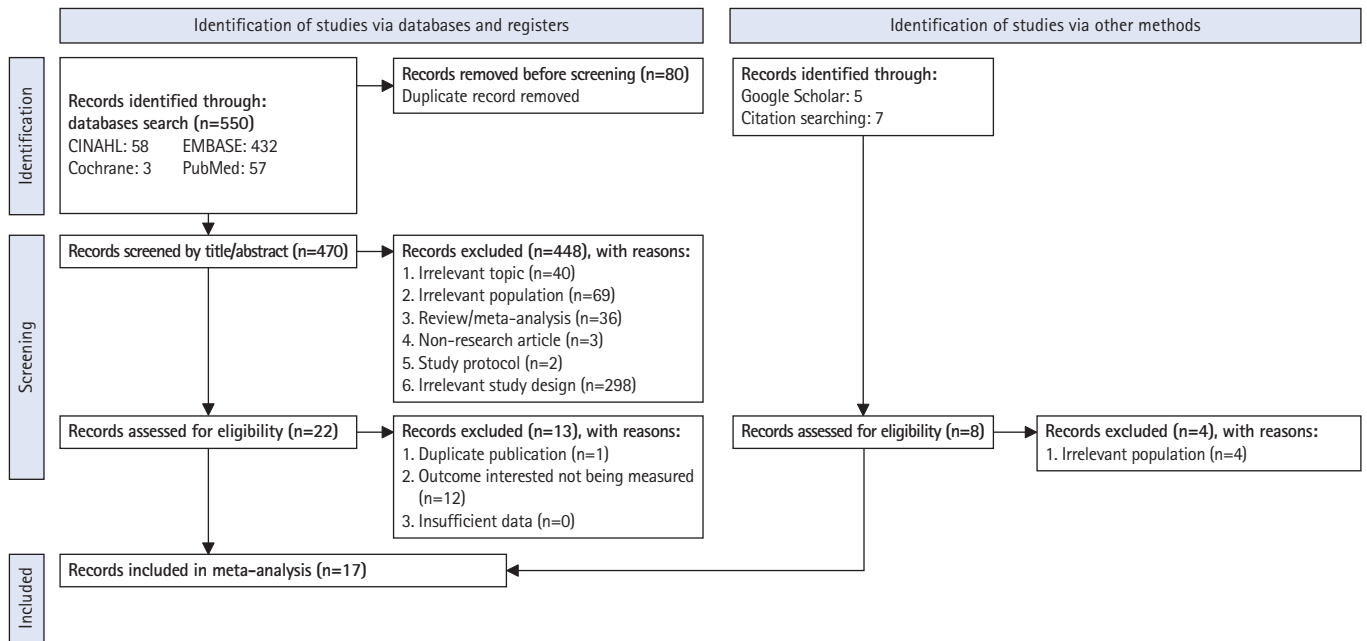 Identification of studies via databases and registers
Identification of studies via other methods
Identification
Records identified through:
databases search (n=550)
CINAHL: 58 EMBASE: 432
Cochrane: 3 PubMed: 57
Records removed before screening (n=80)
Duplicate record removed
Records identified through:
Google Scholar: 5
Citation searching: 7
Screening
Records screened by title/abstract (n=470)
Records excluded (n=448), with reasons:
1. Irrelevant topic (n=40)
2. Irrelevant population (n=69)
3. Review/meta-analysis (n=36)
4. Non-research article (n=3)
5. Study protocol (n=2)
6. Irrelevant study design (n=298)
Records assessed for eligibility (n=22)
Records excluded (n=13), with reasons:
1. Duplicate publication (n=1)
2. Outcome interested not being measured
(n=12)
3. Insufficient data (n=0)
Records assessed for eligibility (n=8)
Records excluded (n=4), with reasons:
1. Irrelevant population (n=4)
Included
Records included in meta-analysis (n=17)